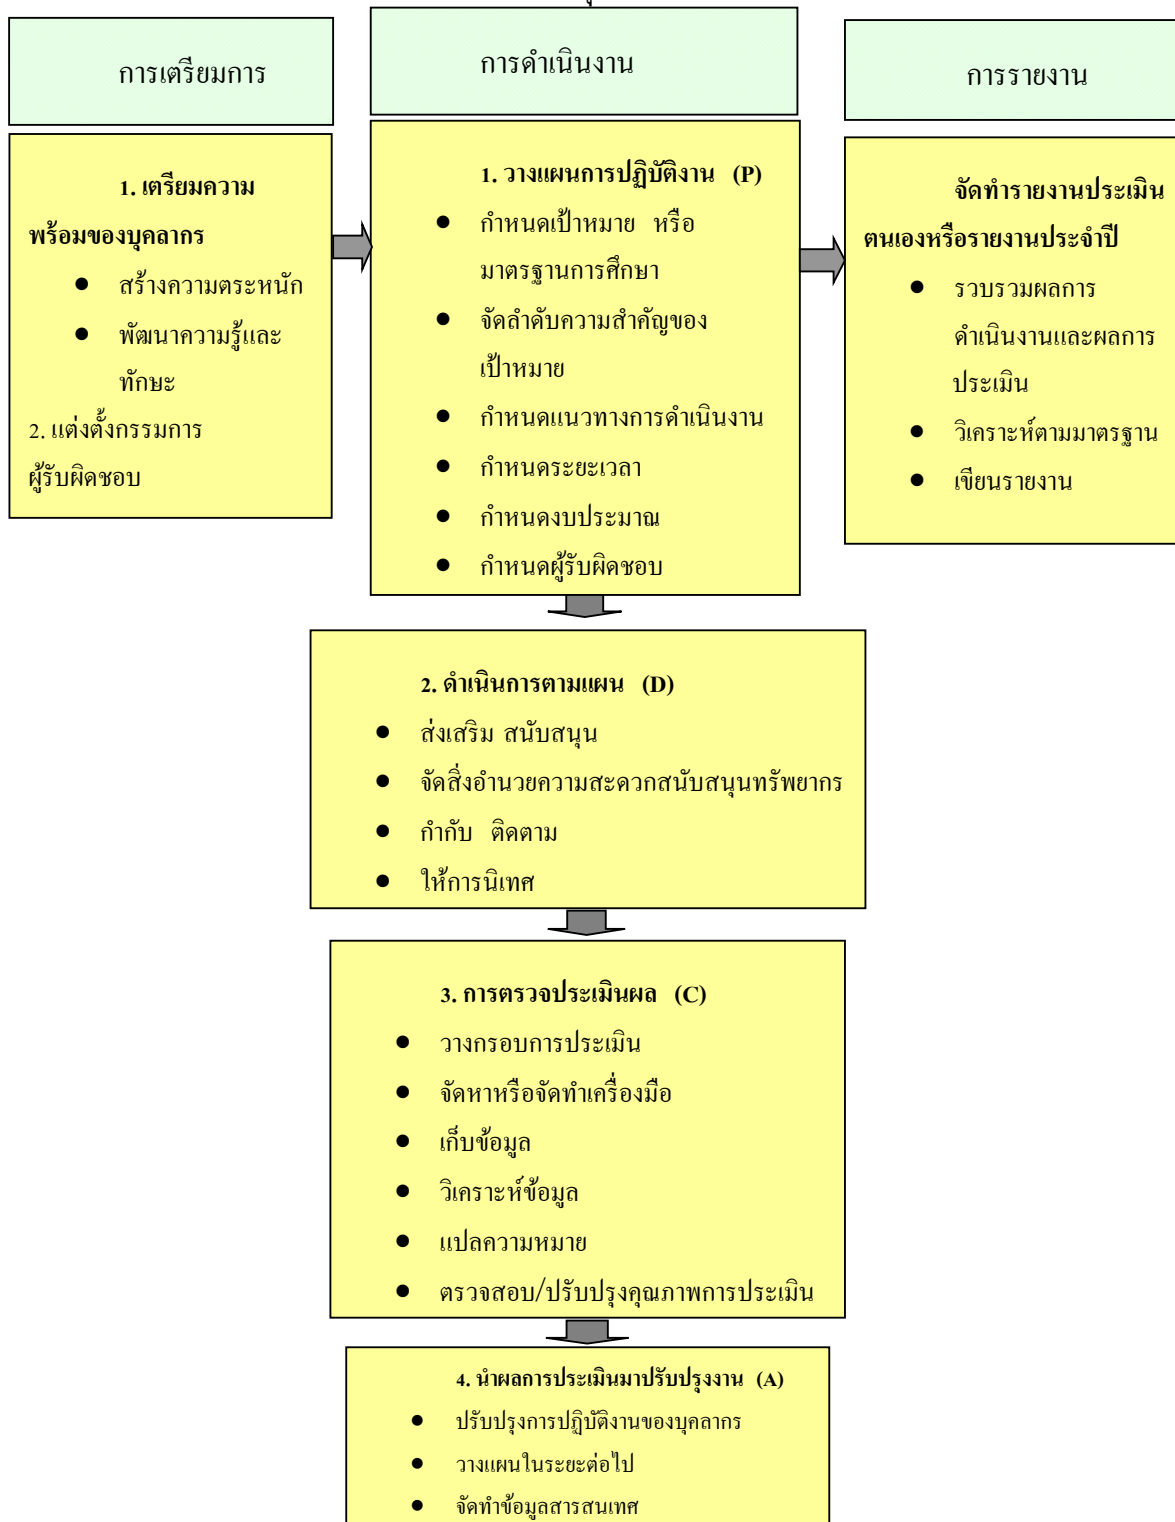 การเตรียมการ
การดำเนินงาน
การรายงาน
1. เตรียมความ
พร้อมของบุคลากร
● สร้างความตระหนัก
● พัฒนาความรู้และ
ทักษะ
2. แต่งตั้งกรรมการ
ผู้รับผิดชอบ
1. วางแผนการปฏิบัติงาน (P)
● กำหนดเป้าหมาย หรือ
มาตรฐานการศึกษา
● จัดลำดับความสำคัญของ
เป้าหมาย
● กำหนดแนวทางการดำเนินงาน
● กำหนดระยะเวลา
● กำหนดงบประมาณ
● กำหนดผู้รับผิดชอบ
จัดทำรายงานประเมิน
ตนเองหรือรายงานประจำปี
● รวบรวมผลการ
ดำเนินงานและผลการ
ประเมิน
● วิเคราะห์ตามมาตรฐาน
● เขียนรายงาน
2. ดำเนินการตามแผน (D)
● ส่งเสริม สนับสนุน
● จัดสิ่งอำนวยความสะดวกสนับสนุนทรัพยากร
● กำกับ ติดตาม
● ให้การนิเทศ
3. การตรวจประเมินผล (C)
● วางกรอบการประเมิน
● จัดหาหรือจัดทำเครื่องมือ
● เก็บข้อมูล
● วิเคราะห์ข้อมูล
● แปลความหมาย
● ตรวจสอบ/ปรับปรุงคุณภาพการประเมิน
4. นำผลการประเมินมาปรับปรุงงาน (A)
● ปรับปรุงการปฏิบัติงานของบุคลากร
● วางแผนในระยะต่อไป
● จัดทำข้อมูลสารสนเทศ